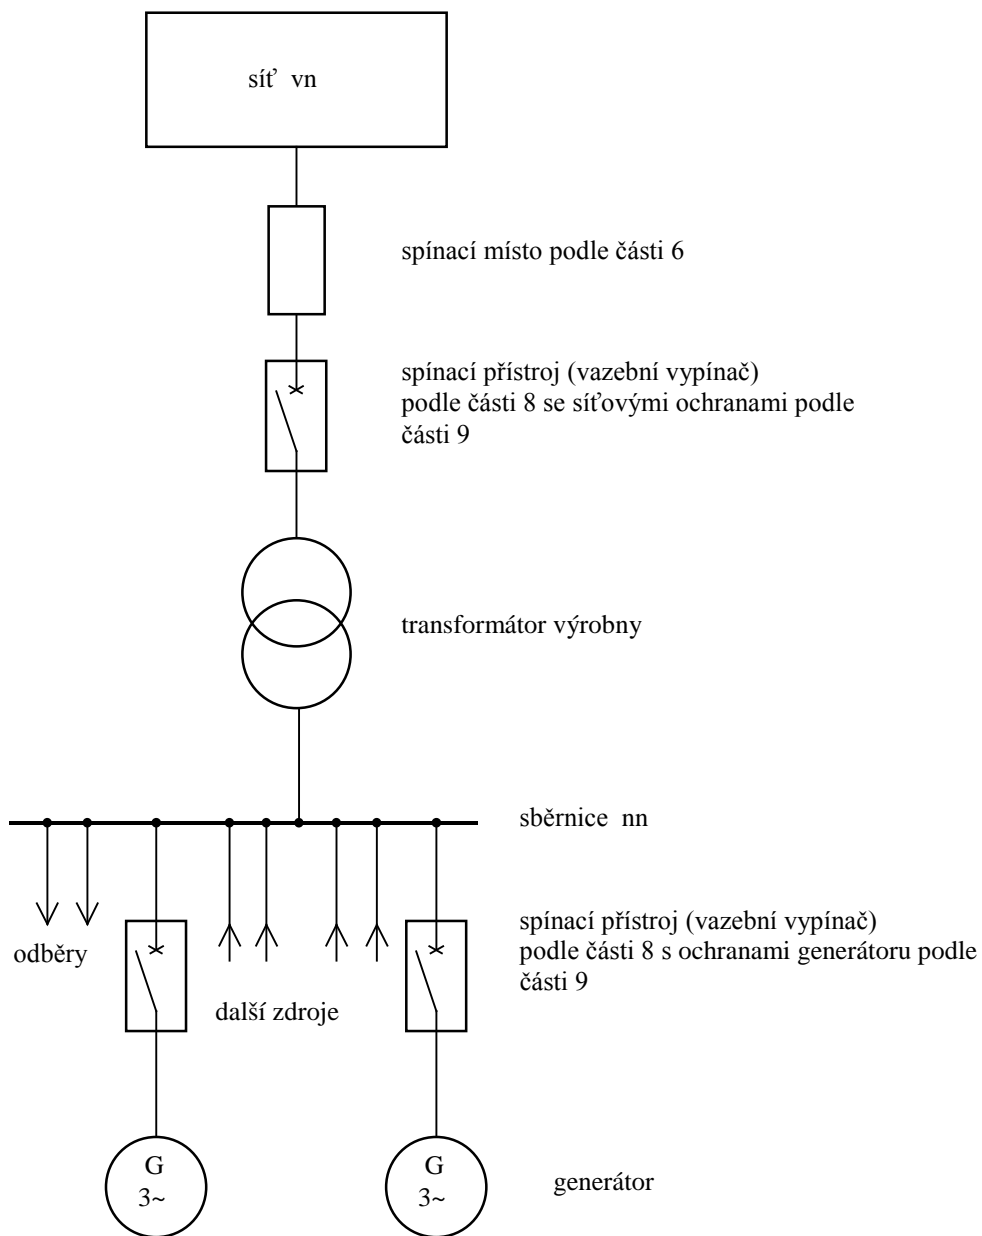 síť vn
spínací místo podle části 6
spínací přístroj (vazební vypínač)
podle části 8 se síťovými ochranami podle
části 9
transformátor výrobny
sběrnice nn
spínací přístroj (vazební vypínač)
podle části 8 s ochranami generátoru podle
části 9
odběry
další zdroje
G
3~
G
3~
generátor